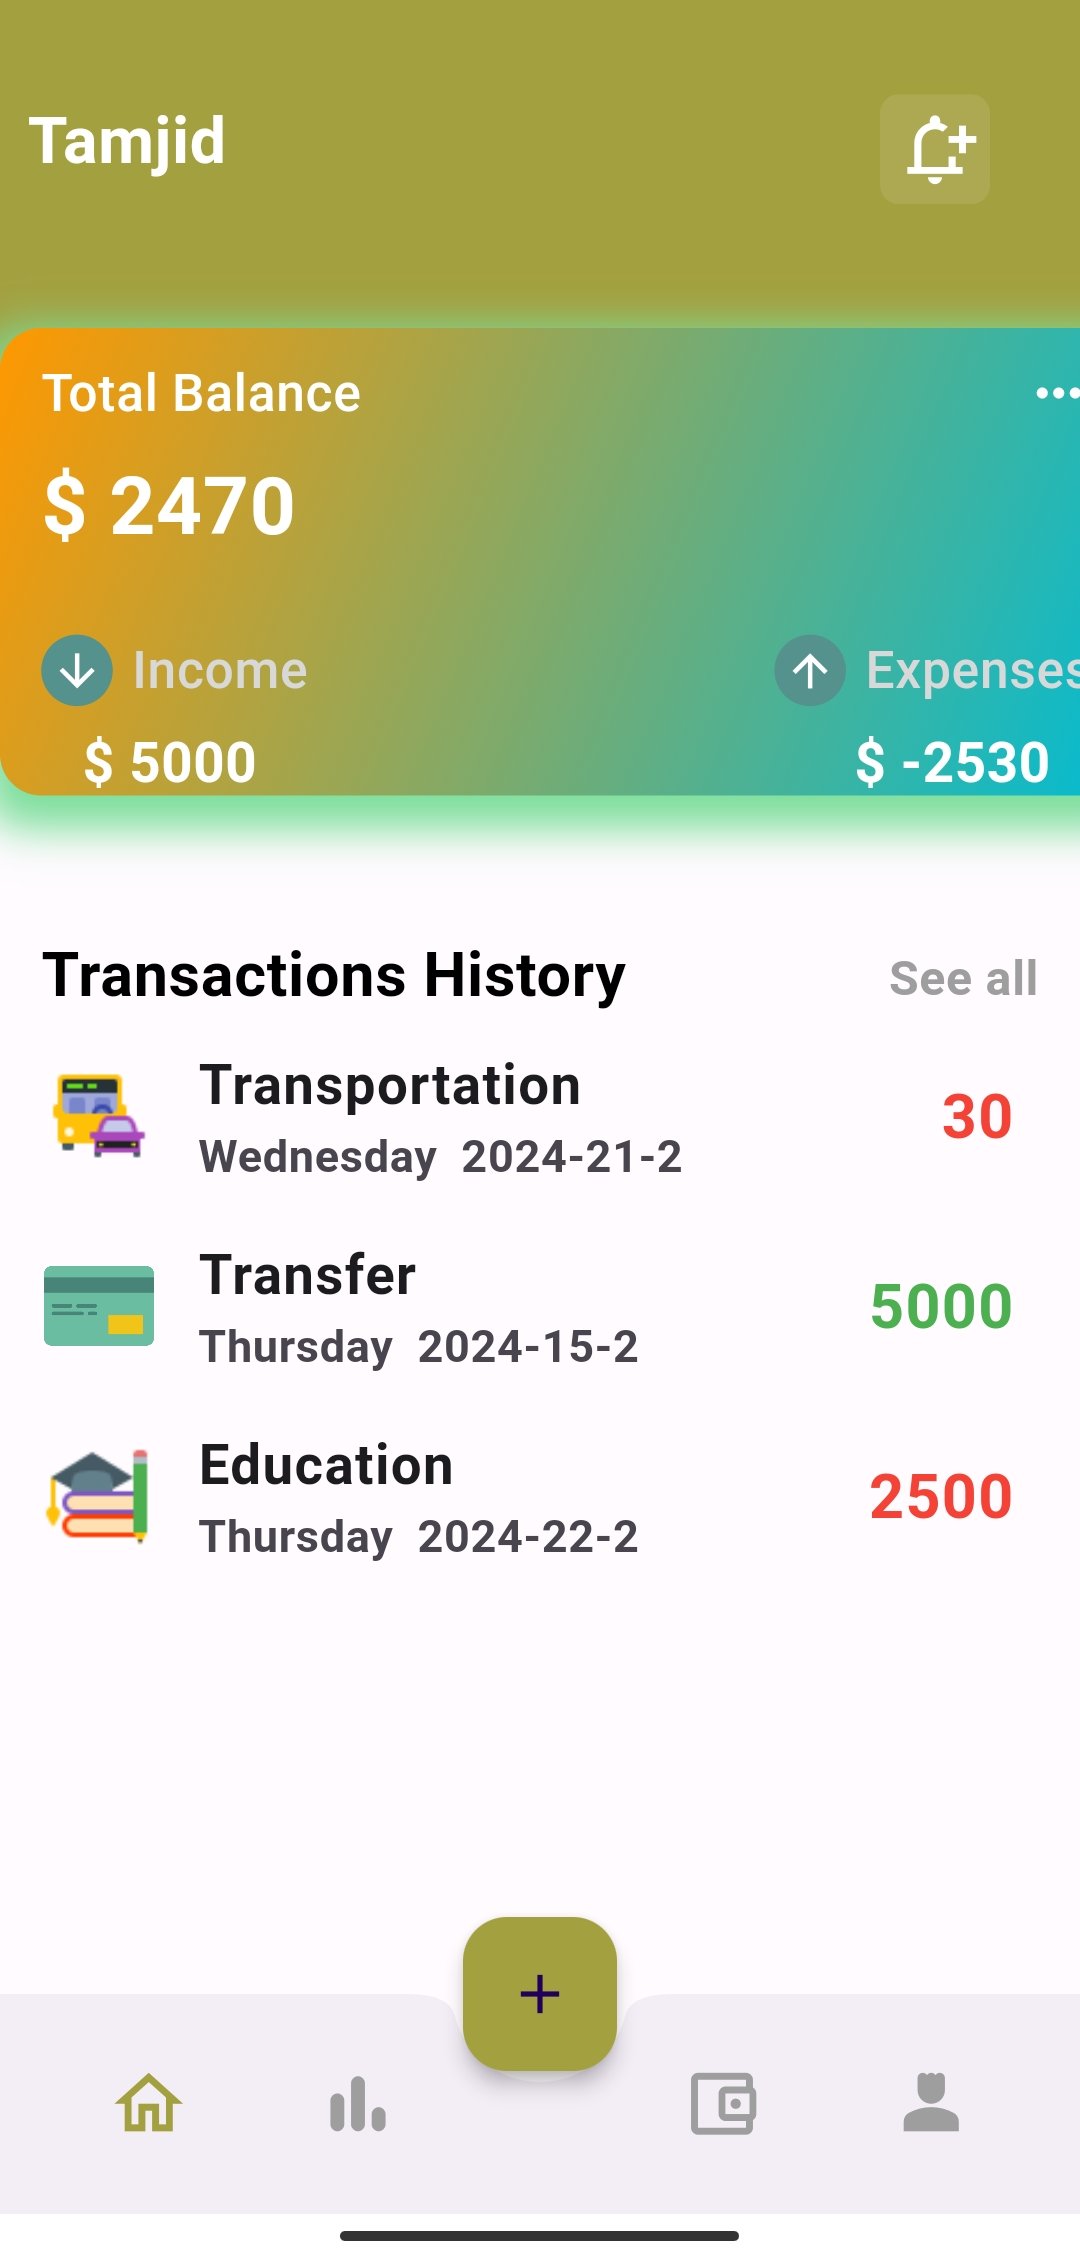 Tamjid
Total Balance
$ 2470
Income
Expenses
$ 5000
$ -2530
Transactions History
See all
Transportation
30
Wednesday 2024-21-2
Transfer
5000
Thursday 2024-15-2
Education
2500
Thursday 2024-22-2